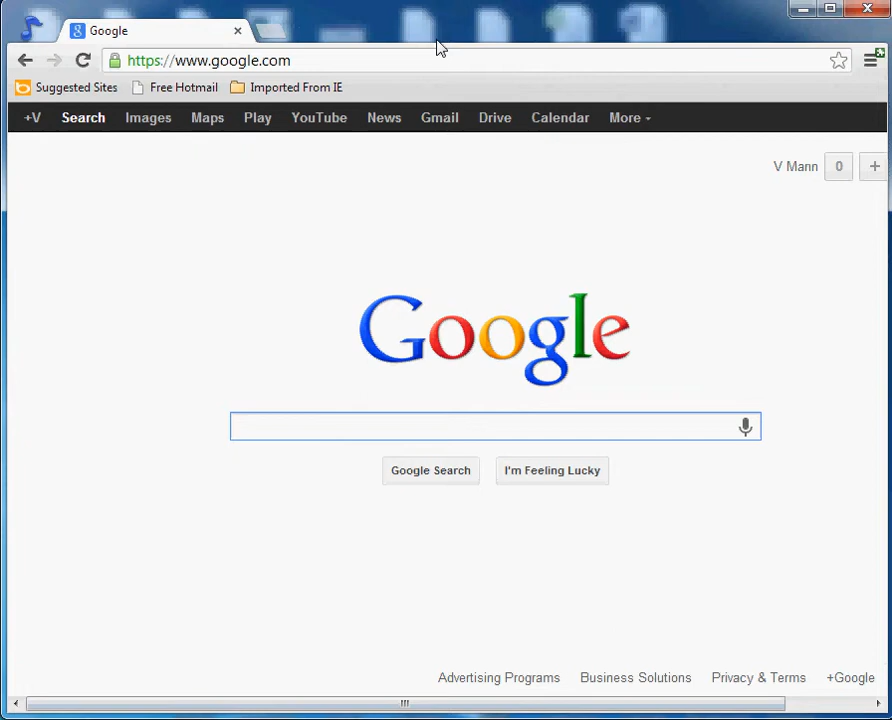 Google
https://www.google.com
Suggested Sites Free Hotmail Imported From IE
+V Search Images Maps Play YouTube News Gmail Drive Calendar More
V Mann 0 +
Google
Google Search I'm Feeling Lucky
Advertising Programs Business Solutions Privacy & Terms +Google